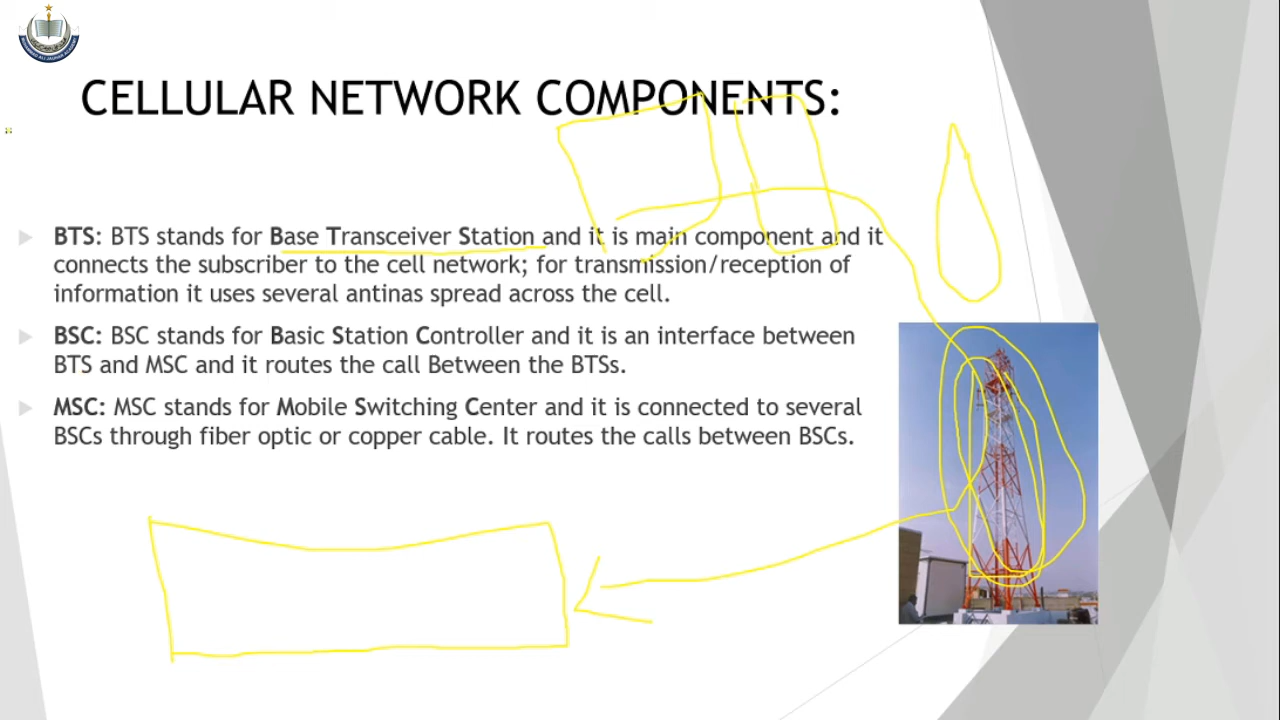 CELLULAR NETWORK COMPONENTS:
BTS: BTS stands for Base Transceiver Station and it is main component and it
connects the subscriber to the cell network; for transmission/reception of
information it uses several antinas spread across the cell.
BSC: BSC stands for Basic Station Controller and it is an interface between
BTS and MSC and it routes the call Between the BTSs.
MSC: MSC stands for Mobile Switching Center and it is connected to several
BSCs through fiber optic or copper cable. It routes the calls between BSCs.